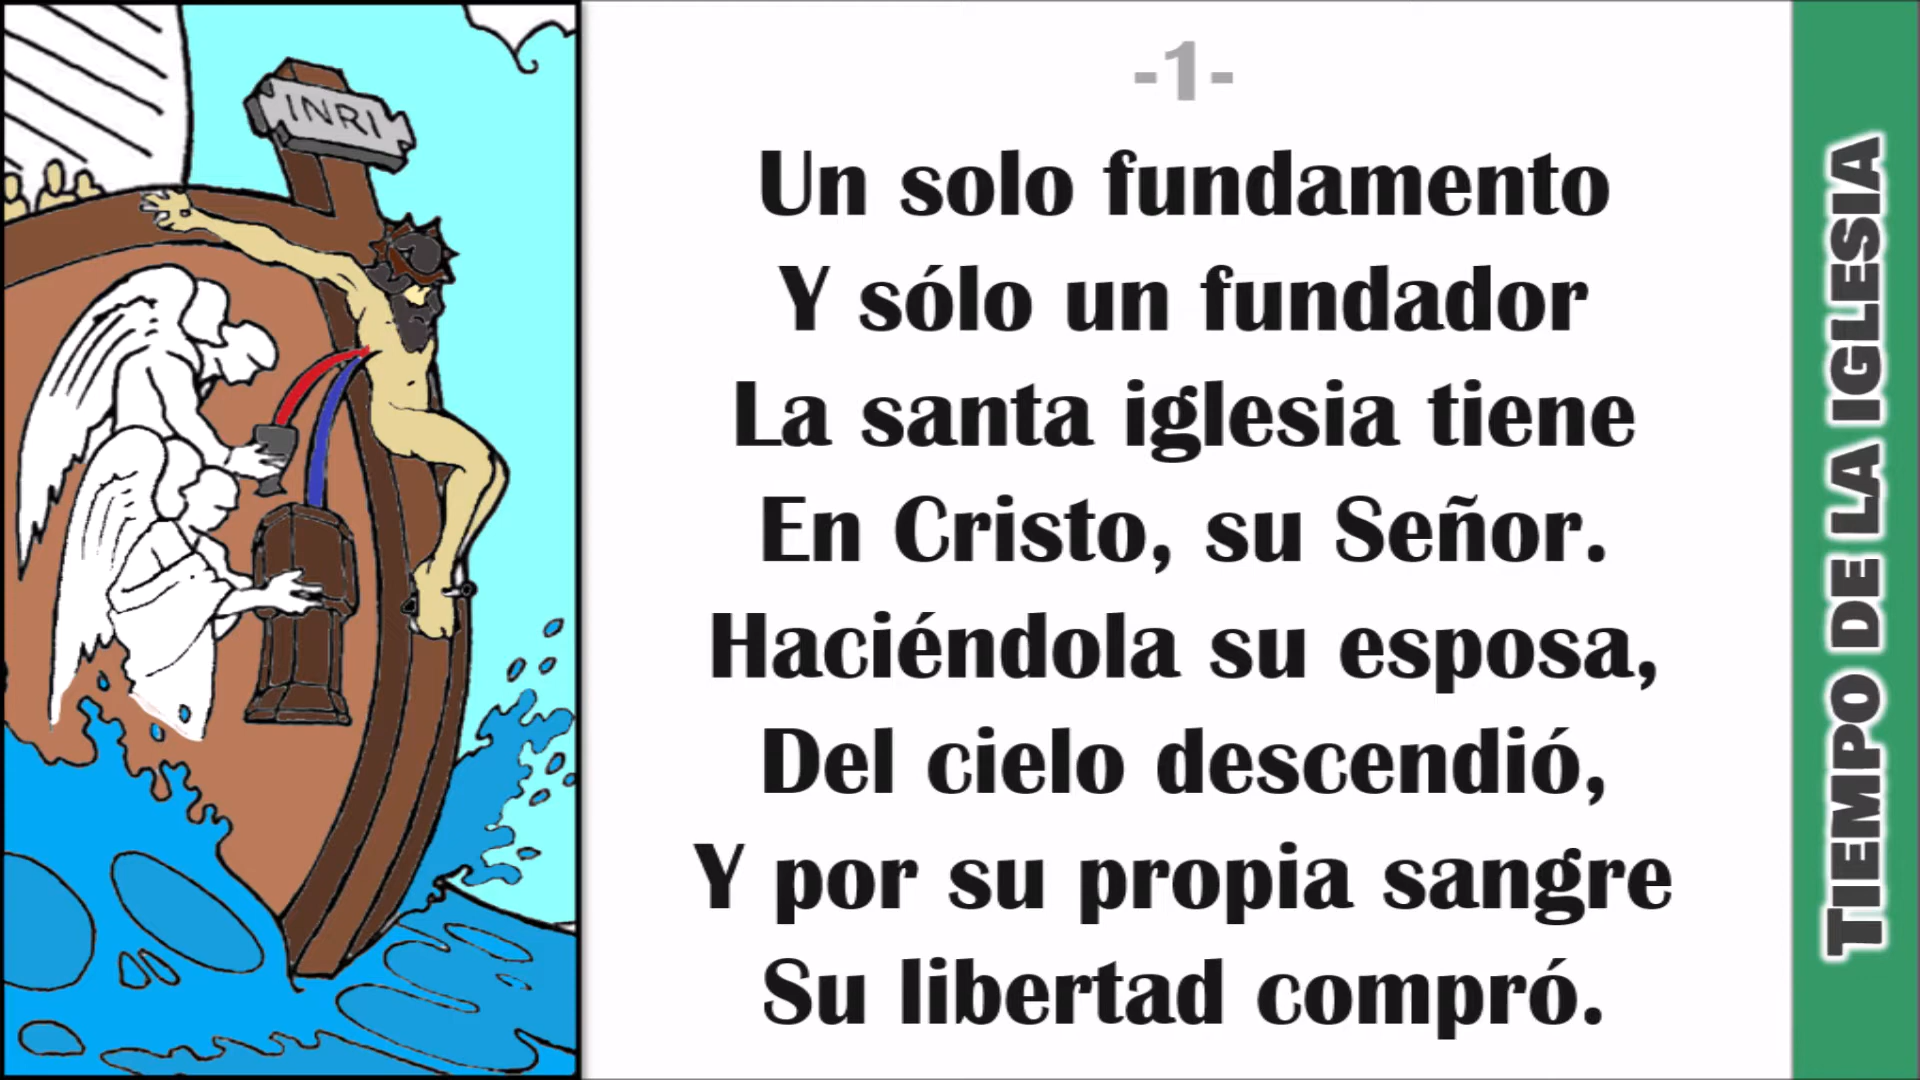 INRI
-1-
Un solo fundamento
Y sólo un fundador
La santa iglesia tiene
En Cristo, su Señor.
Haciéndola su esposa,
Del cielo descendió,
Y por su propia sangre
Su libertad compró.
TIEMPO DE LA IGLESIA